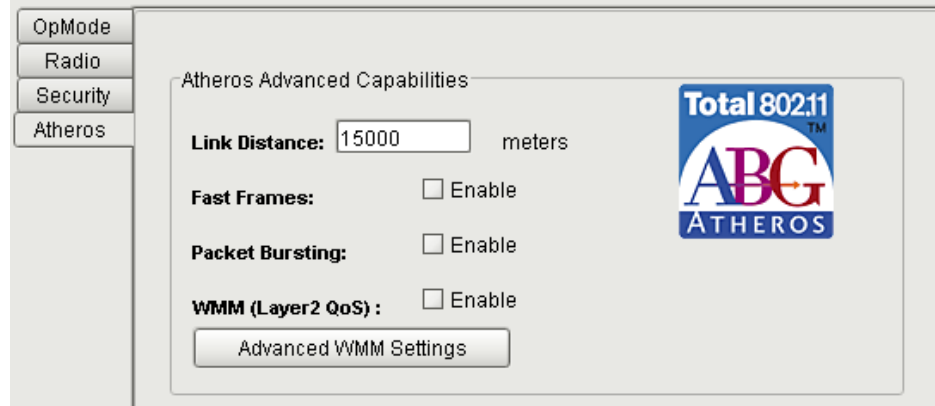 OpMode
Radio
Security
Atheros
Atheros Advanced Capabilities
Link Distance: 15000 meters
Fast Frames: Enable
Packet Bursting: Enable
WMM (Layer2 QoS) : Enable
Advanced WMM Settings
Total 802.11
TM
ABG
ATHEROS